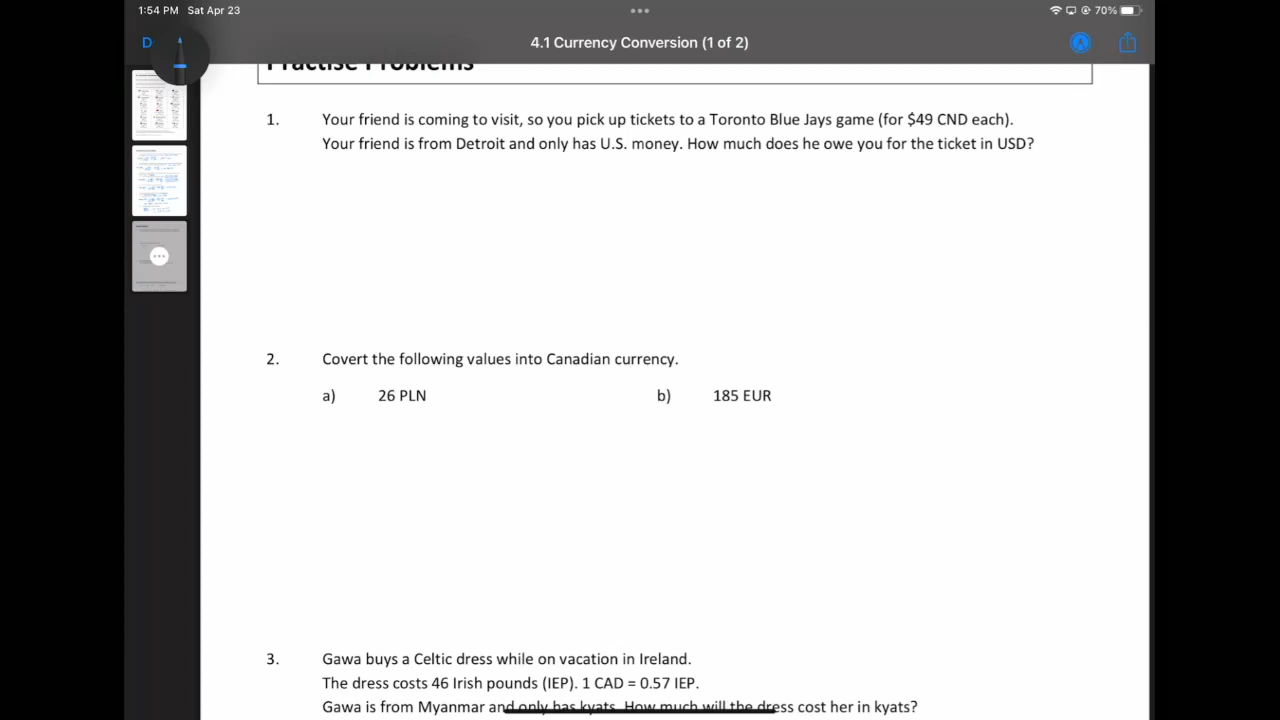 1:54 PM Sat Apr 23
70%
D
4.1 Currency Conversion (1 of 2)
Practise Problems
1. Your friend is coming to visit, so you pick up tickets to a Toronto Blue Jays game (for $49 CND each).
Your friend is from Detroit and only has U.S. money. How much does he owe you for the ticket in USD?
2. Covert the following values into Canadian currency.
a) 26 PLN b) 185 EUR
3. Gawa buys a Celtic dress while on vacation in Ireland.
The dress costs 46 Irish pounds (IEP). 1 CAD = 0.57 IEP.
Gawa is from Myanmar and only has kyats. How much will the dress cost her in kyats?